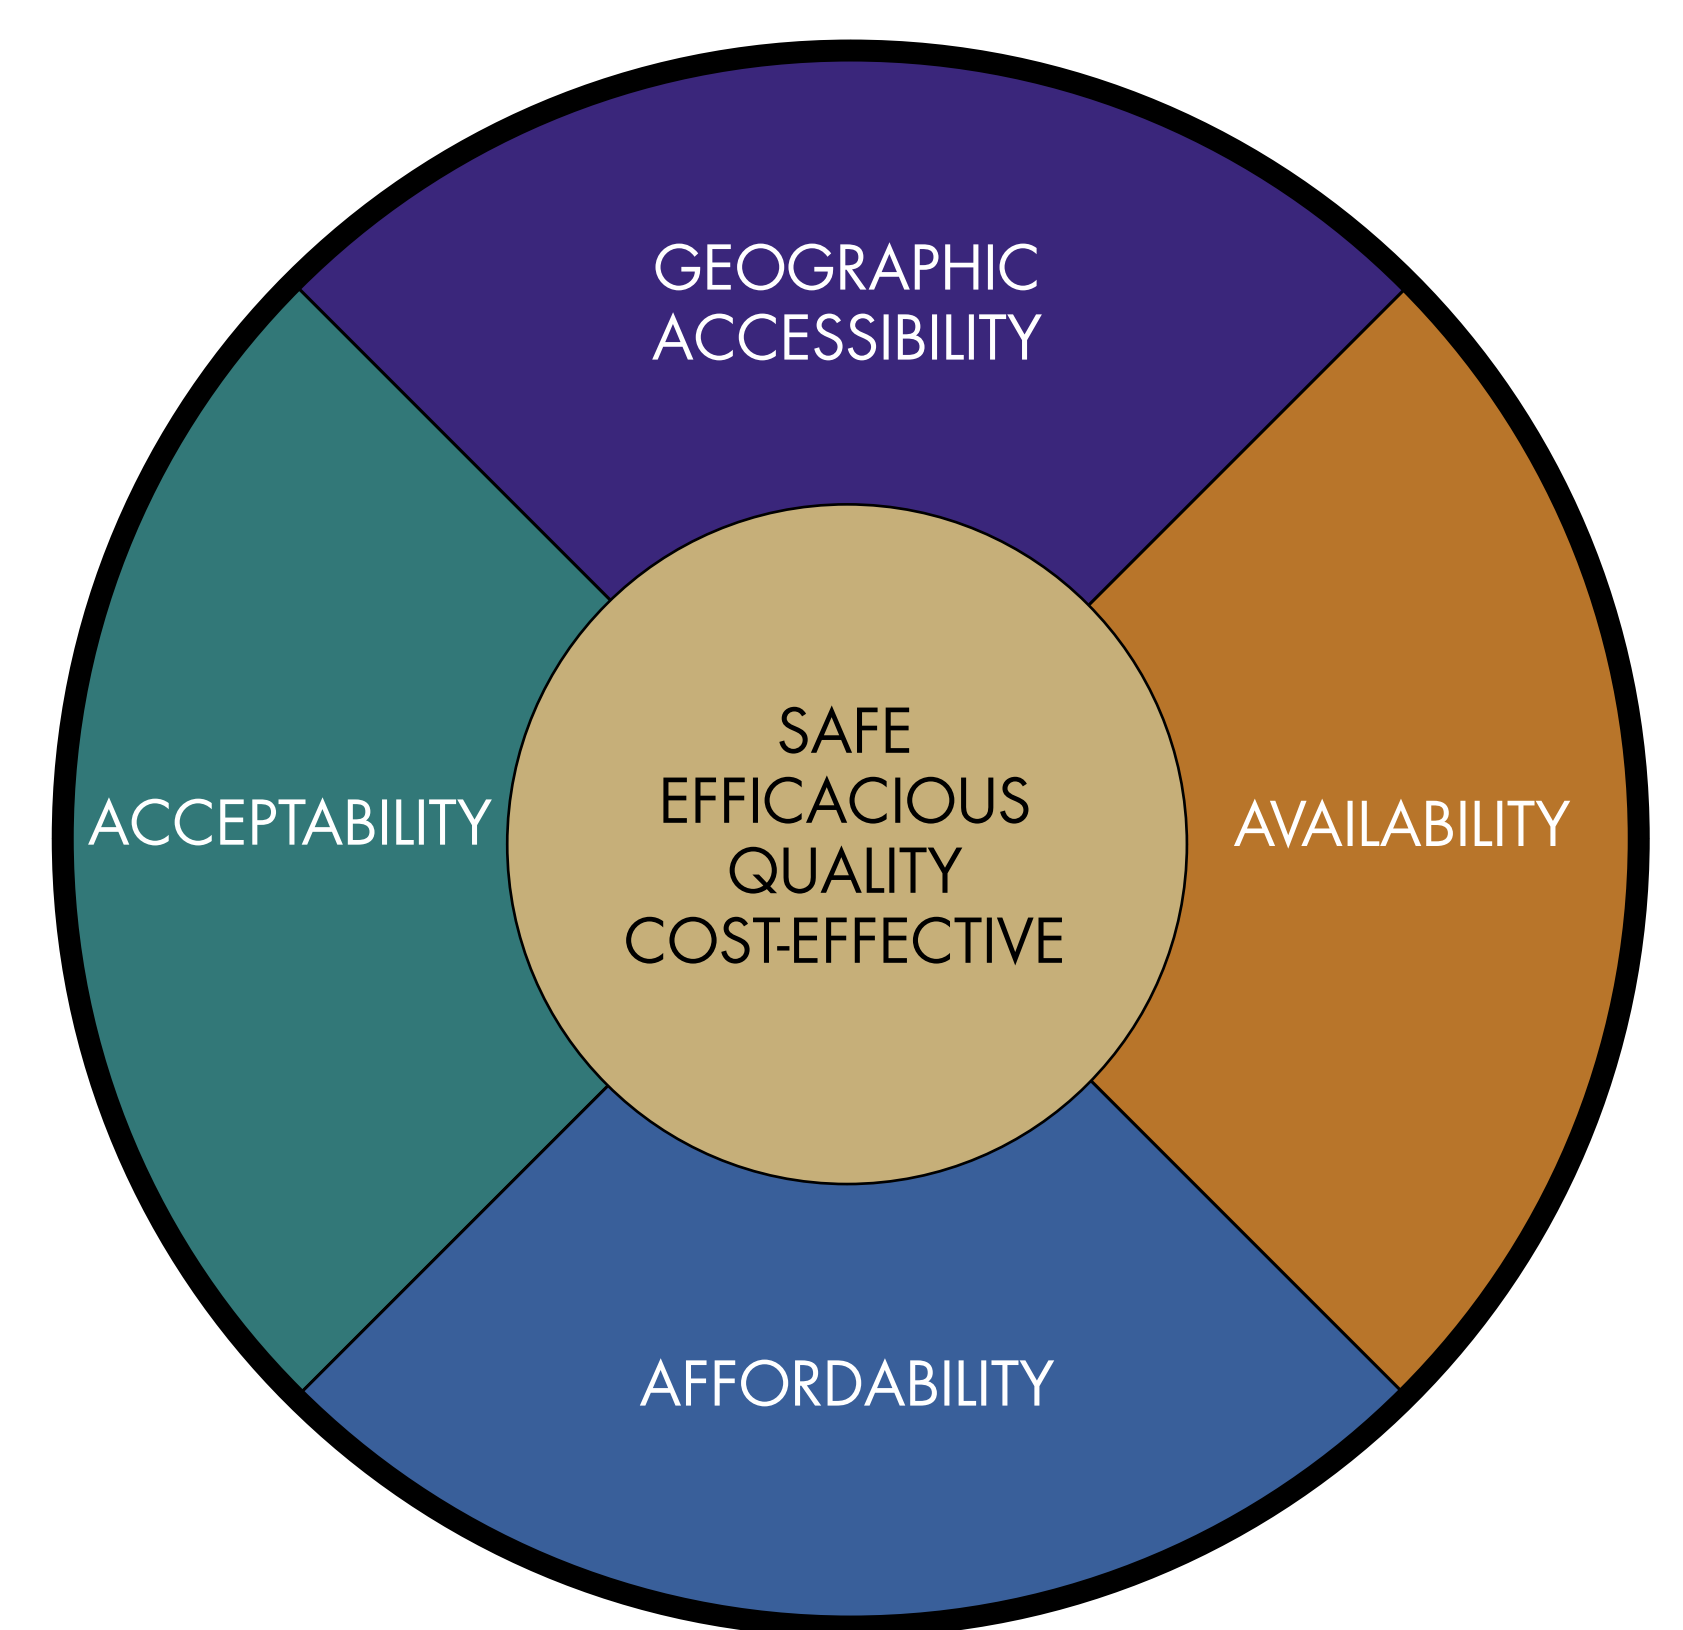 GEOGRAPHIC
ACCESSIBILITY
ACCEPTABILITY
SAFE
EFFICACIOUS
QUALITY
COST-EFFECTIVE
AVAILABILITY
AFFORDABILITY